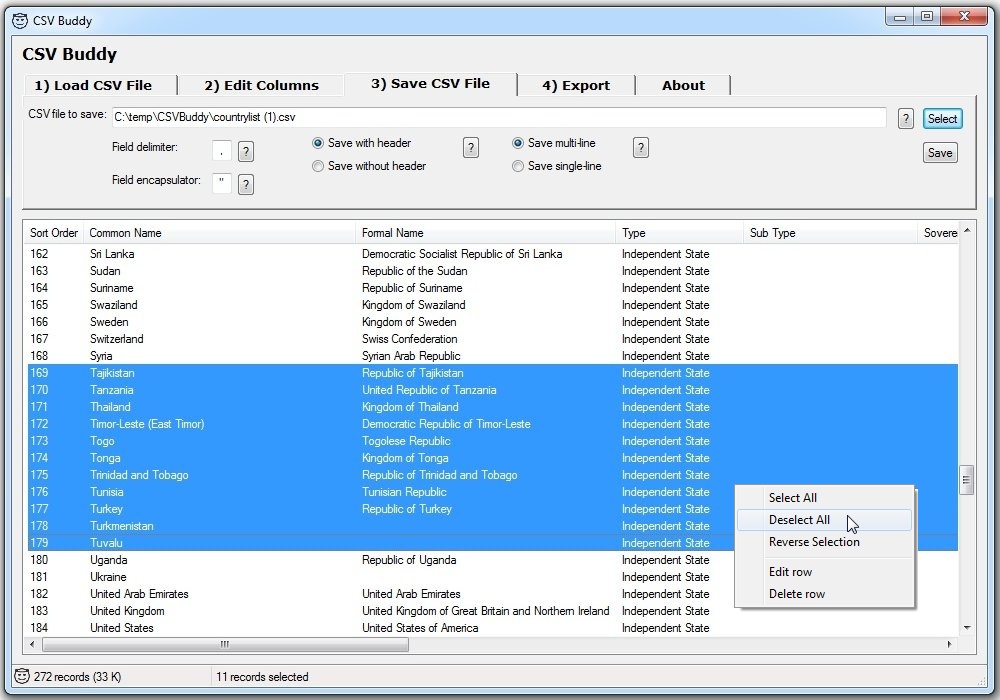 CSV Buddy
CSV Buddy
1) Load CSV File 2) Edit Columns 3) Save CSV File 4) Export About
CSV file to save: C:\temp\CSVBuddy\countrylist (1).csv ? Select
Field delimiter: , ? Save with header ? Save multi-line ? Save
Save without header Save single-line
Field encapsulator: " ?
Sort Order Common Name Formal Name Type Sub Type Sovere
162 Sri Lanka Democratic Socialist Republic of Sri Lanka Independent State
163 Sudan Republic of the Sudan Independent State
164 Suriname Republic of Suriname Independent State
165 Swaziland Kingdom of Swaziland Independent State
166 Sweden Kingdom of Sweden Independent State
167 Switzerland Swiss Confederation Independent State
168 Syria Syrian Arab Republic Independent State
169 Tajikistan Republic of Tajikistan Independent State
170 Tanzania United Republic of Tanzania Independent State
171 Thailand Kingdom of Thailand Independent State
172 Timor-Leste (East Timor) Democratic Republic of Timor-Leste Independent State
173 Togo Togolese Republic Independent State
174 Tonga Kingdom of Tonga Independent State
175 Trinidad and Tobago Republic of Trinidad and Tobago Independent State
176 Tunisia Tunisian Republic Independent State
177 Turkey Republic of Turkey Independent State
178 Turkmenistan Independent State
179 Tuvalu Independent State
180 Uganda Republic of Uganda Independent State
181 Ukraine Independent State
182 United Arab Emirates United Arab Emirates Independent State
183 United Kingdom United Kingdom of Great Britain and Northern Ireland Independent State
184 United States United States of America Independent State
Select All
Deselect All
Reverse Selection
Edit row
Delete row
272 records (33 K) 11 records selected